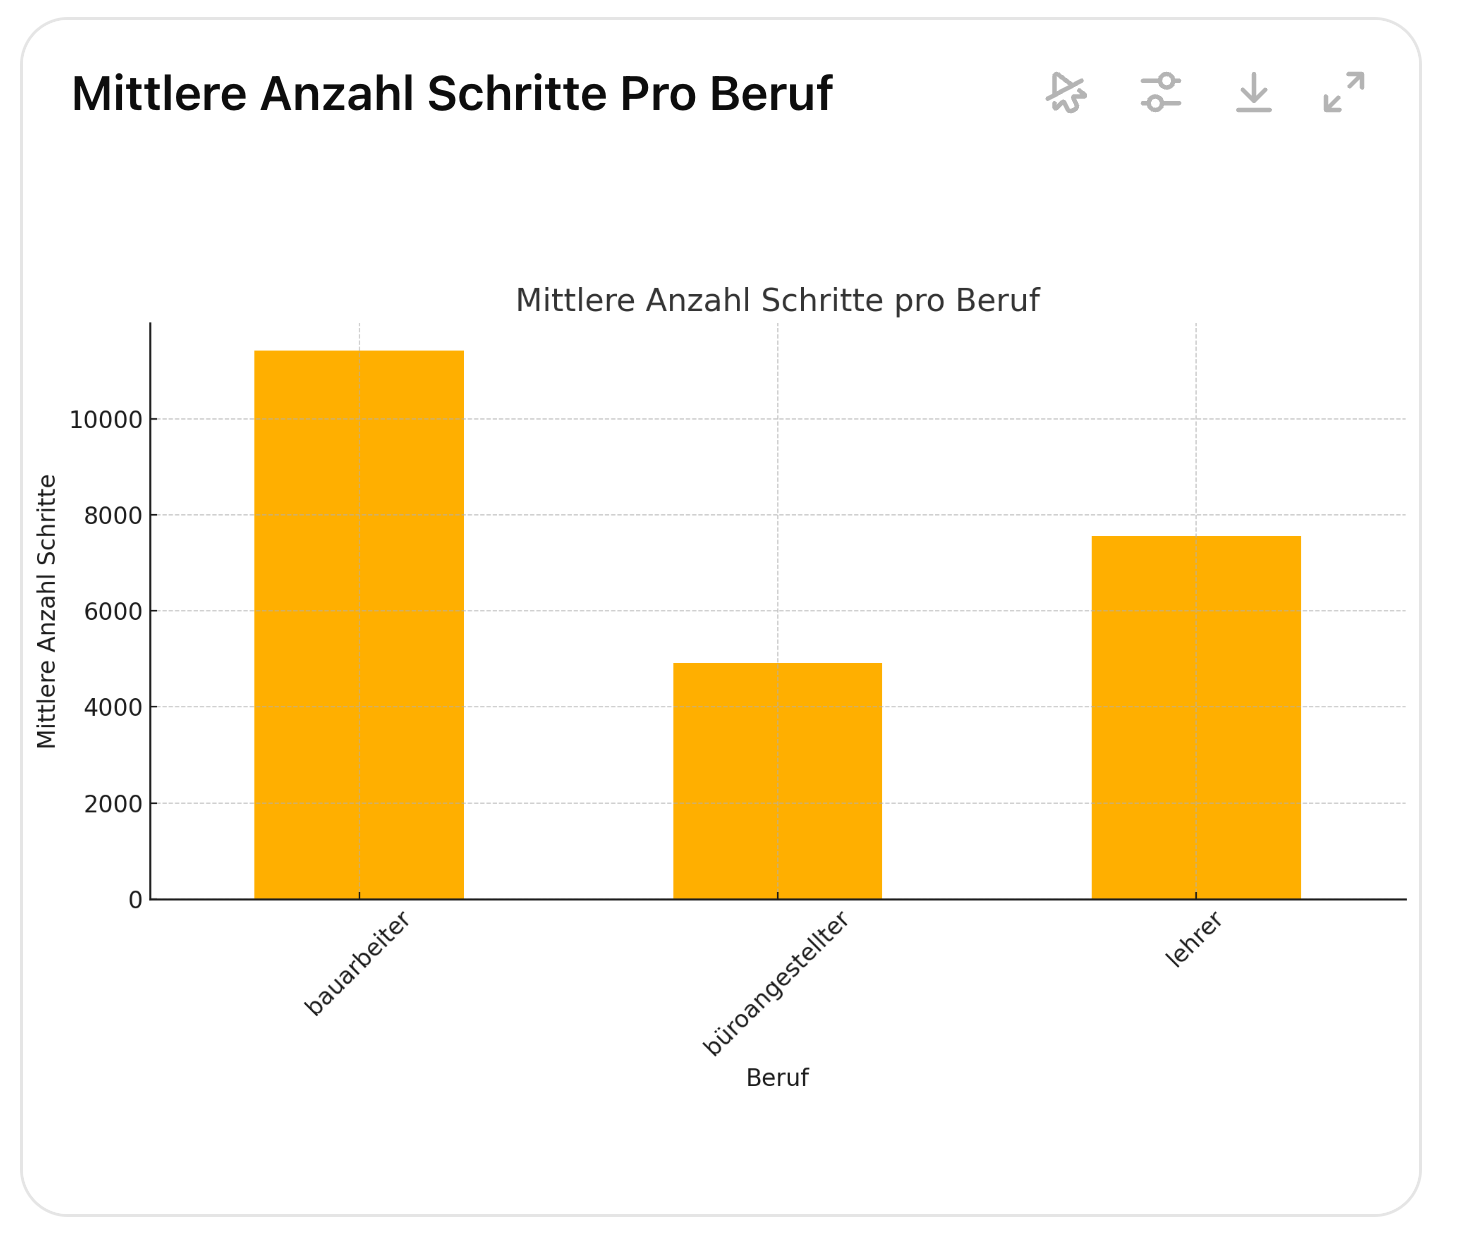 Mittlere Anzahl Schritte Pro Beruf
Mittlere Anzahl Schritte pro Beruf
Mittlere Anzahl Schritte
10000
8000
6000
4000
2000
0
bauarbeiter
büroangestellter
lehrer
Beruf